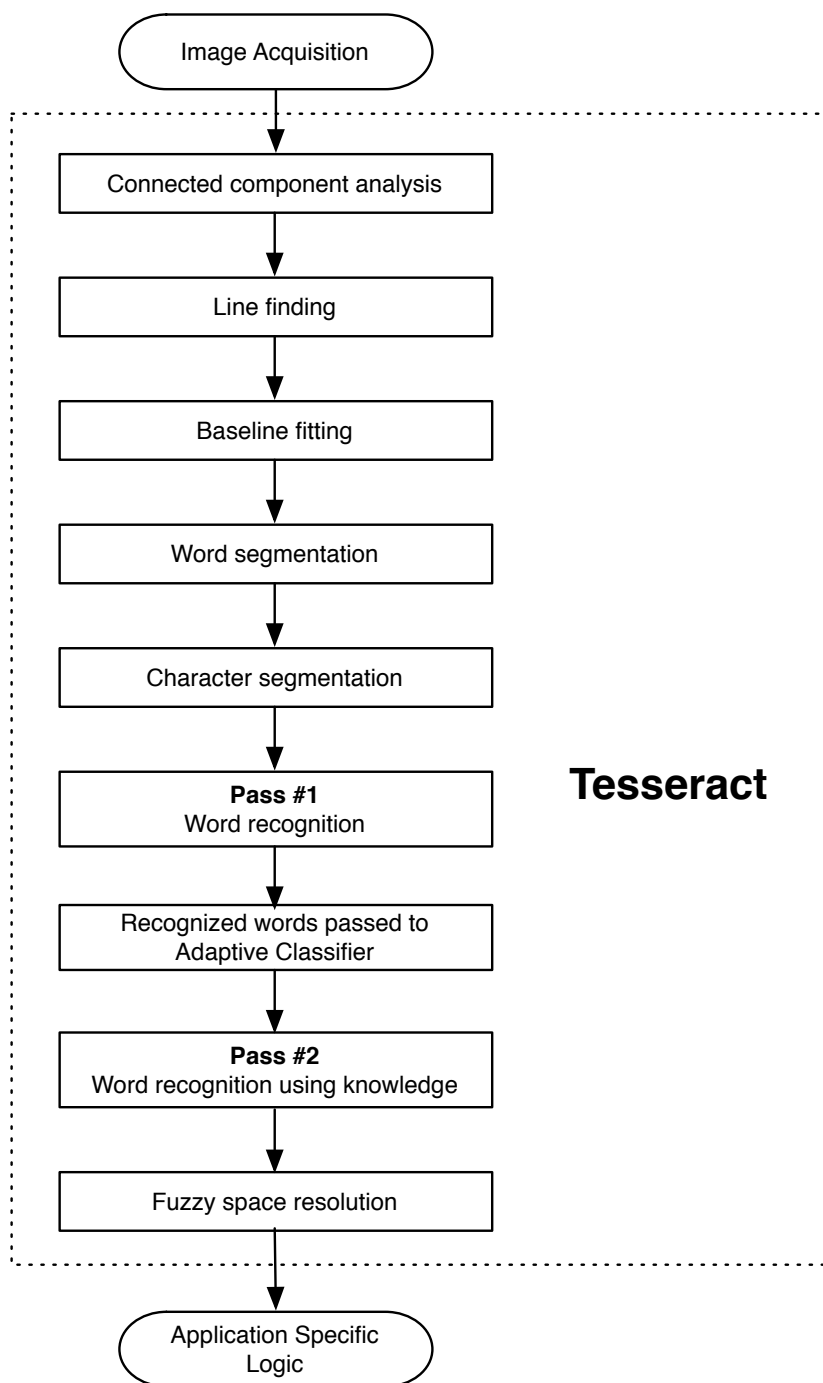 Image Acquisition
Connected component analysis
Line finding
Baseline fitting
Word segmentation
Character segmentation
Pass #1
Word recognition
Tesseract
Recognized words passed to
Adaptive Classifier
Pass #2
Word recognition using knowledge
Fuzzy space resolution
Application Specific
Logic